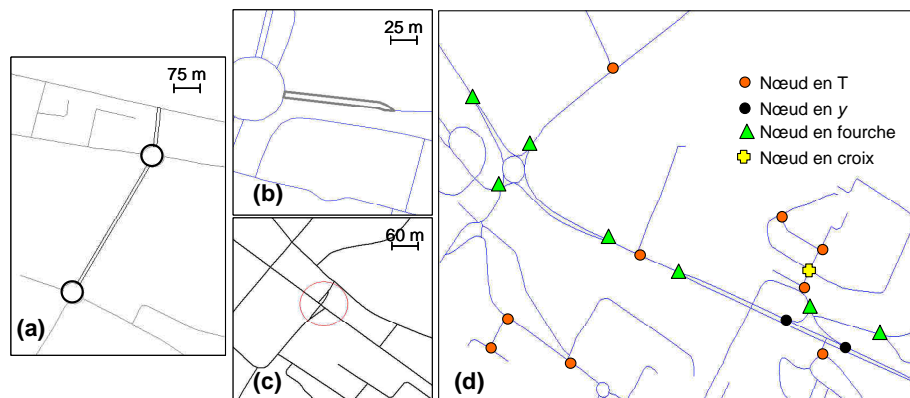 75 m
(a)
25 m
(b)
60 m
(c)
Nœud en T
Nœud en y
Nœud en fourche
Nœud en croix
(d)